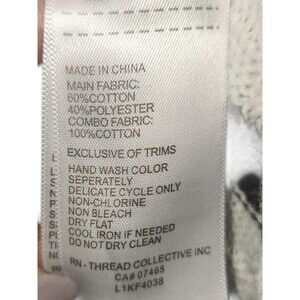 MADE IN CHINA
MAIN FABRIC:
60%COTTON
40%POLYESTER
COMBO FABRIC:
100%COTTON
EXCLUSIVE OF TRIMS
HAND WASH COLOR
SEPERATELY
DELICATE CYCLE ONLY
NON-CHLORINE
NON BLEACH
DRY FLAT
COOL IRON IF NEEDED
DO NOT DRY CLEAN
RN - THREAD COLLECTIVE INC
CA# 07485
L1KF4038